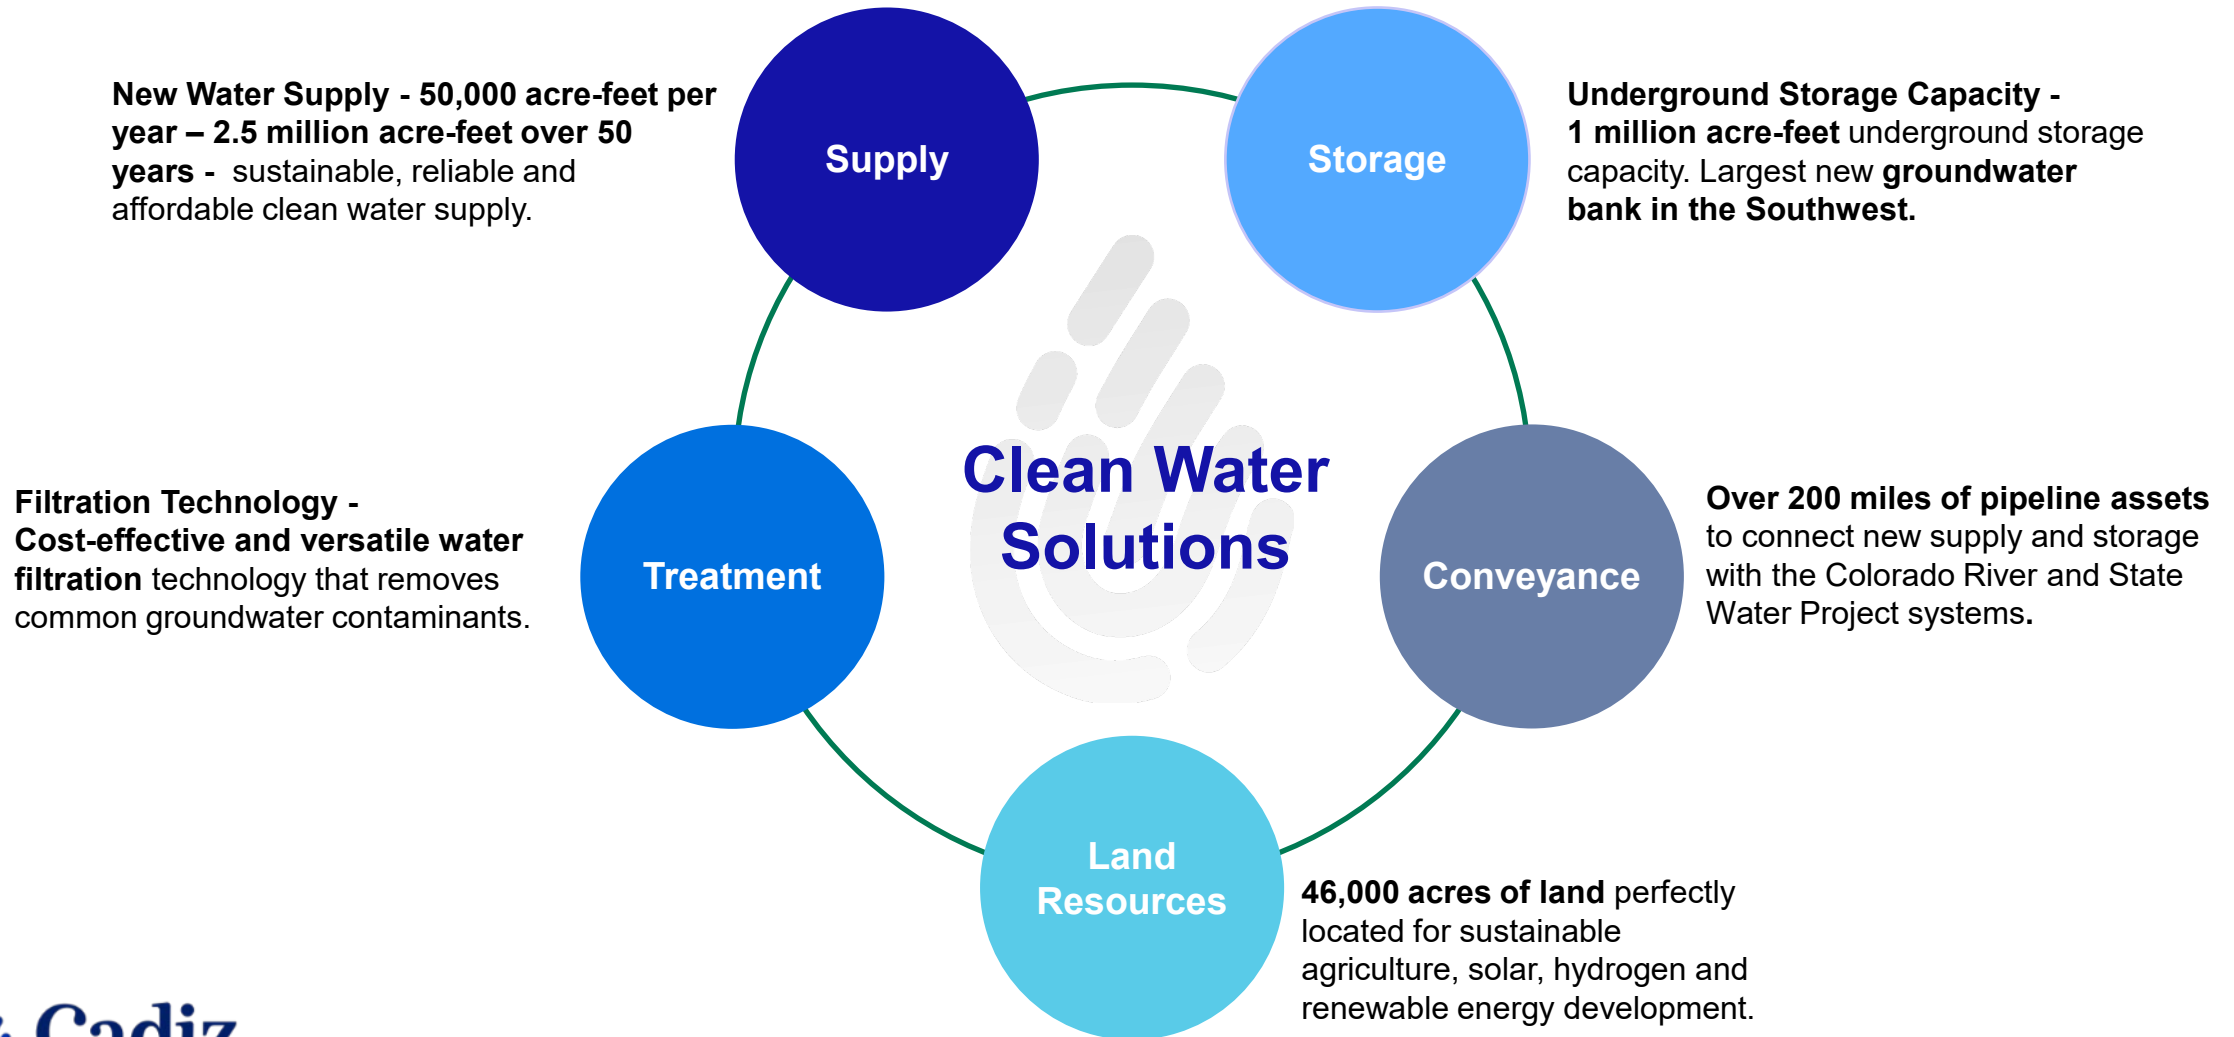 New Water Supply - 50,000 acre-feet per
year – 2.5 million acre-feet over 50
years -  sustainable, reliable and
affordable clean water supply.
Supply
Storage
Underground Storage Capacity -
1 million acre-feet underground storage
capacity. Largest new groundwater
bank in the Southwest.
Clean Water
Solutions
Filtration Technology -
Cost-effective and versatile water
filtration technology that removes
common groundwater contaminants.
Treatment
Conveyance
Over 200 miles of pipeline assets
to connect new supply and storage
with the Colorado River and State
Water Project systems.
Land
Resources
46,000 acres of land perfectly
located for sustainable
agriculture, solar, hydrogen and
renewable energy development.
Cadiz